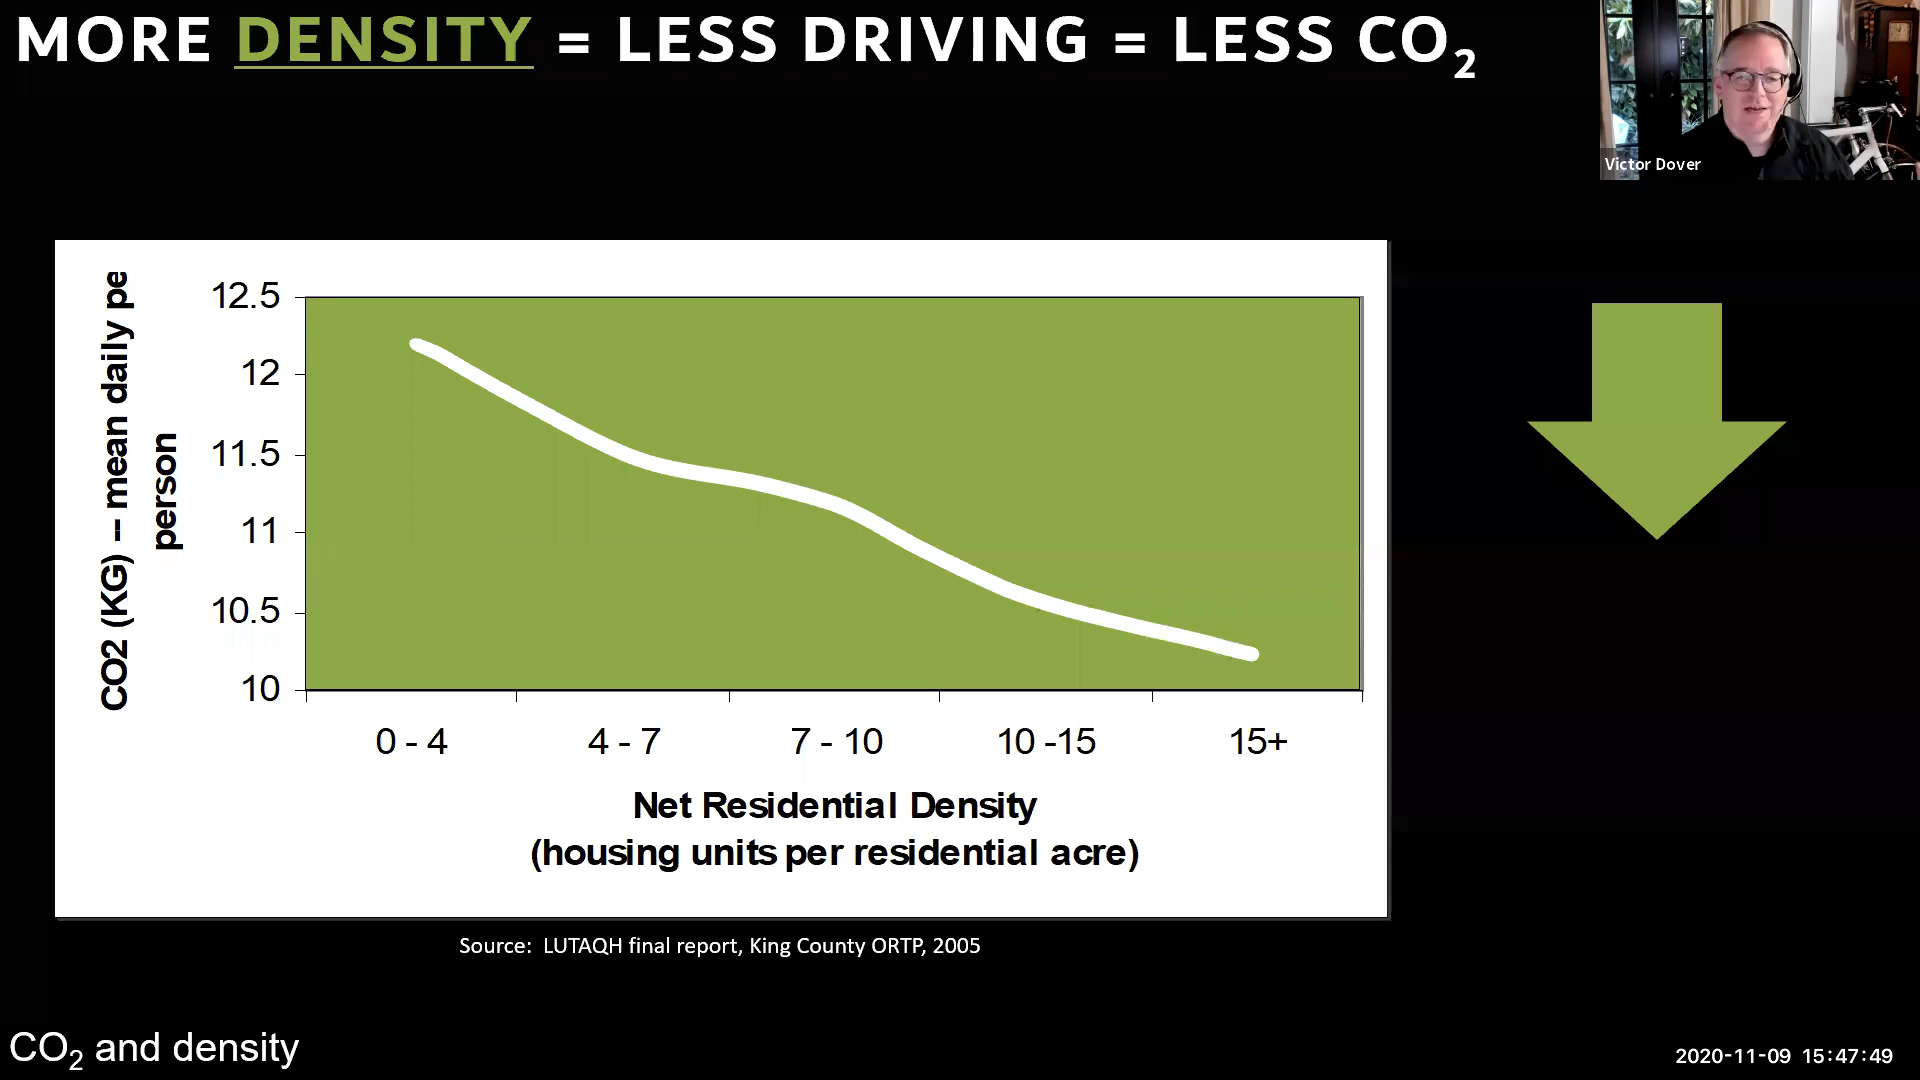 MORE DENSITY = LESS DRIVING = LESS CO₂
Victor Dover
CO2 (KG) -- mean daily pe
person
12.5
12
11.5
11
10.5
10
0 - 4
4 - 7
7 - 10
10 -15
15+
Net Residential Density
(housing units per residential acre)
Source: LUTAQH final report, King County ORTP, 2005
CO₂ and density
2020-11-09 15:47:49